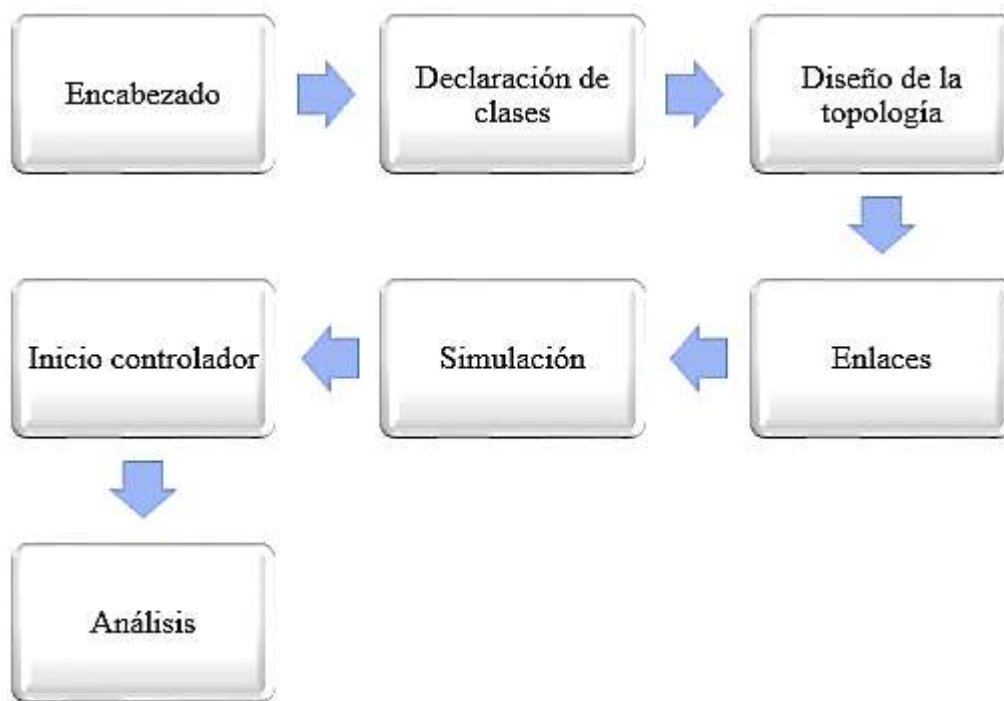 Encabezado
Declaración de
clases
Diseño de la
topología
Enlaces
Simulación
Inicio controlador
Análisis